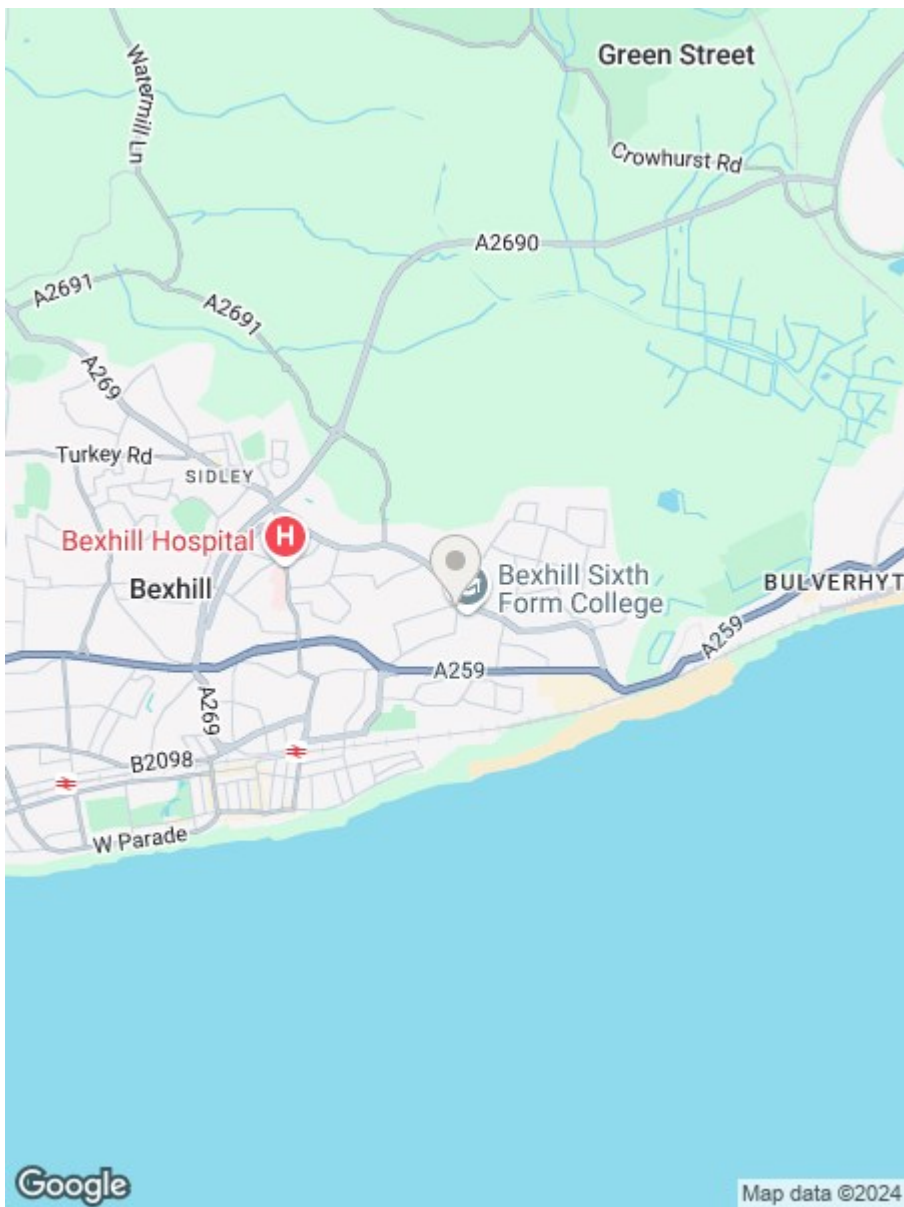 Green Street
Watermill Ln
Crowhurst Rd
A2690
A2691
A2691
A269
Turkey Rd
SIDLEY
Bexhill Hospital
H
Bexhill
Bexhill Sixth
Form College
BULVERHYT
A259
A259
A269
B2098
W Parade
Google
Map data ©2024